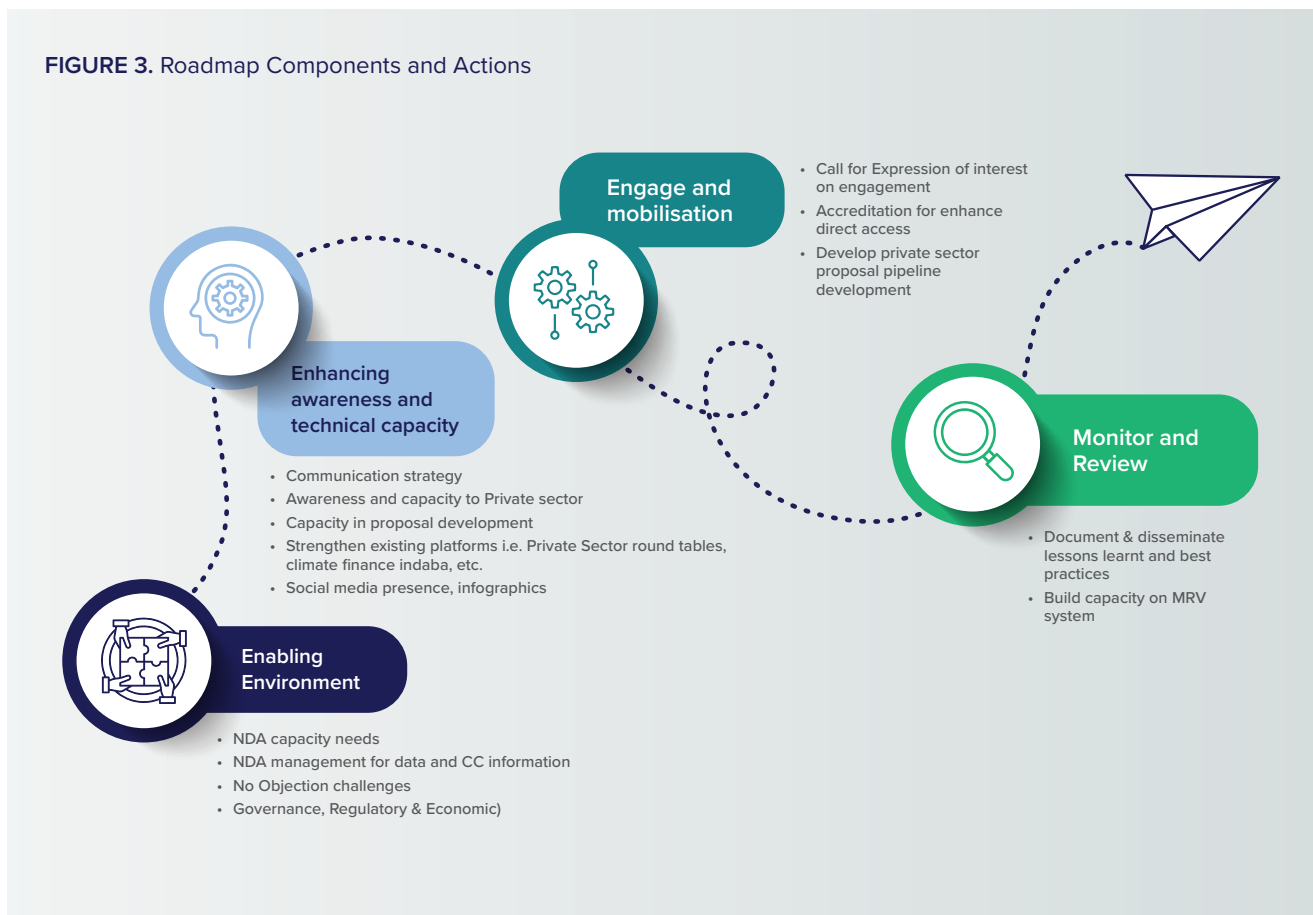 FIGURE 3. Roadmap Components and Actions
Engage and
mobilisation
• Call for Expression of interest
on engagement
• Accreditation for enhance
direct access
• Develop private sector
proposal pipeline
development
Enhancing
awareness and
technical capacity
• Communication strategy
• Awareness and capacity to Private sector
• Capacity in proposal development
• Strengthen existing platforms i.e. Private Sector round tables,
climate finance indaba, etc.
• Social media presence, infographics
Monitor and
Review
• Document & disseminate
lessons learnt and best
practices
• Build capacity on MRV
system
Enabling
Environment
• NDA capacity needs
• NDA management for data and CC information
• No Objection challenges
• Governance, Regulatory & Economic)